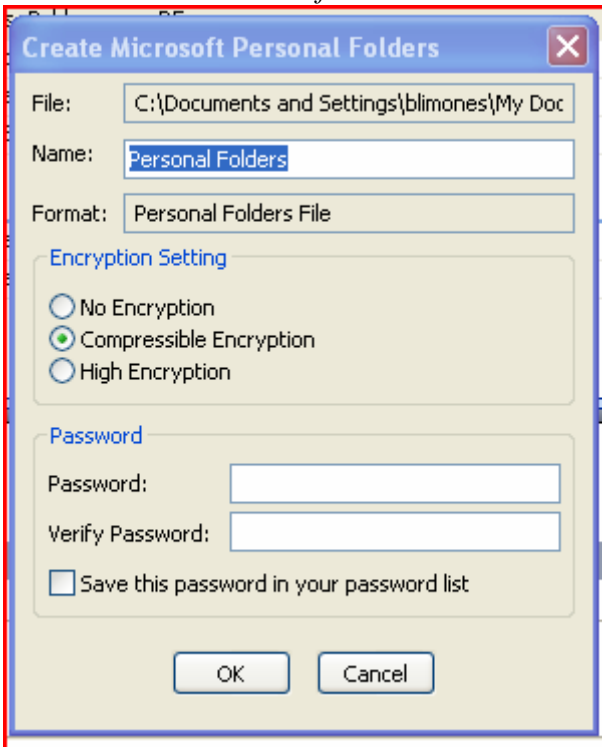 Create Microsoft Personal Folders
File: C:\Documents and Settings\blimones\My Doc
Name: Personal Folders
Format: Personal Folders File
Encryption Setting
No Encryption
Compressible Encryption
High Encryption
Password
Password:
Verify Password:
Save this password in your password list
OK Cancel